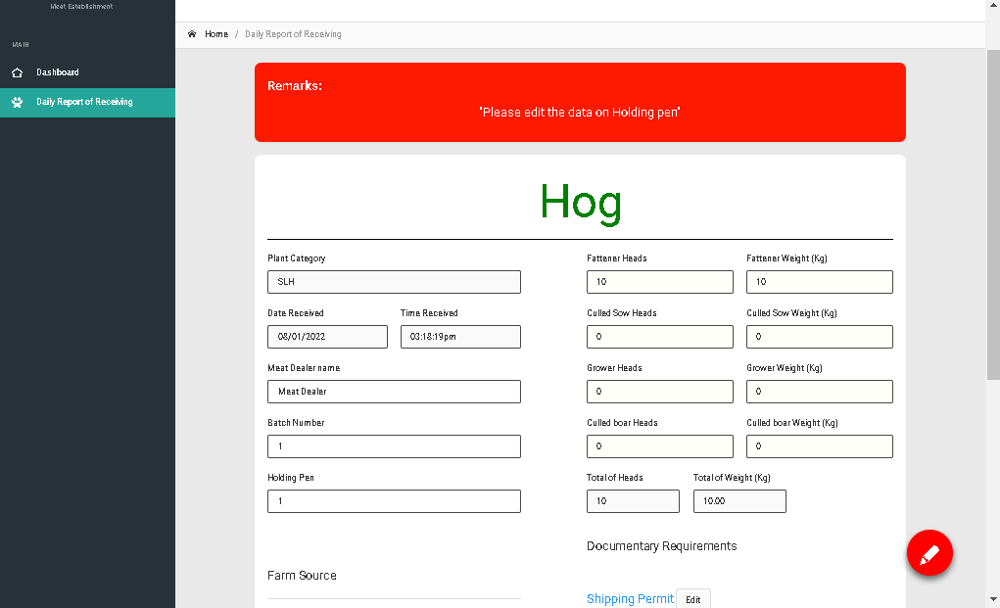 Meet Establishment
MAIN
Dashboard
Daily Report of Receiving
Home / Daily Report of Receiving
Remarks:
"Please edit the data on Holding pen"
Hog
Plant Category
SLH
Date Received Time Received
08/01/2022 03:18:19pm
Meat Dealer name
Meat Dealer
Batch Number
1
Holding Pen
1
Farm Source
Fattener Heads Fattener Weight (Kg)
10 10
Culled Sow Heads Culled Sow Weight (Kg)
0 0
Grower Heads Grower Weight (Kg)
0 0
Culled boar Heads Culled boar Weight (Kg)
0 0
Total of Heads Total of Weight (Kg)
10 10.00
Documentary Requirements
Shipping Permit Edit